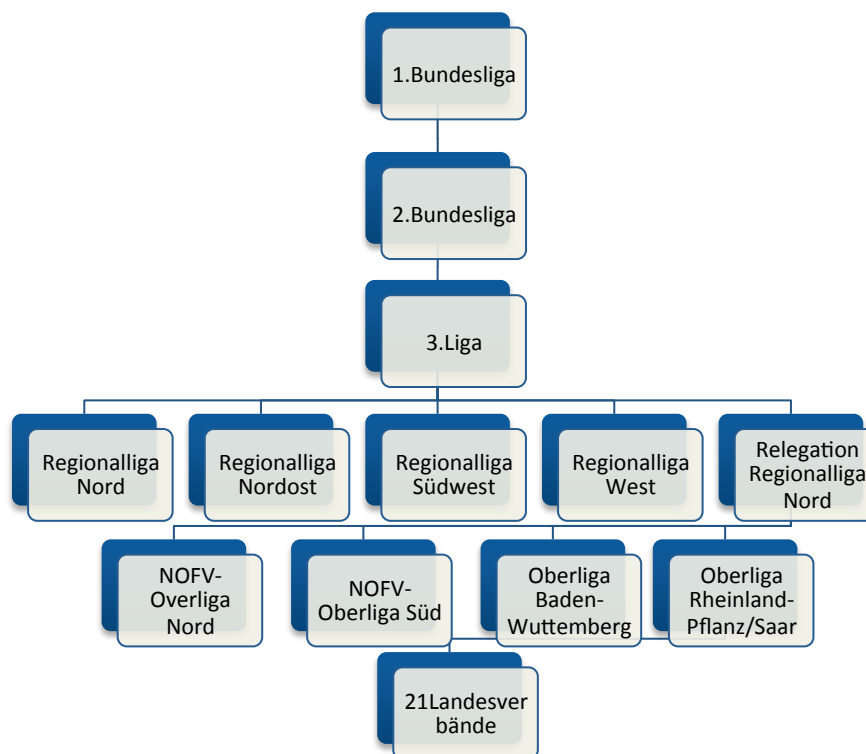 1.Bundesliga
2.Bundesliga
3.Liga
Regionalliga
Nord
Regionalliga
Nordost
Regionalliga
Südwest
Regionalliga
West
Relegation
Regionalliga
Nord
NOFV-
Overliga
Nord
NOFV-
Oberliga Süd
Oberliga
Baden-
Wuttemberg
Oberliga
Rheinland-
Pflanz/Saar
21Landesver
bände